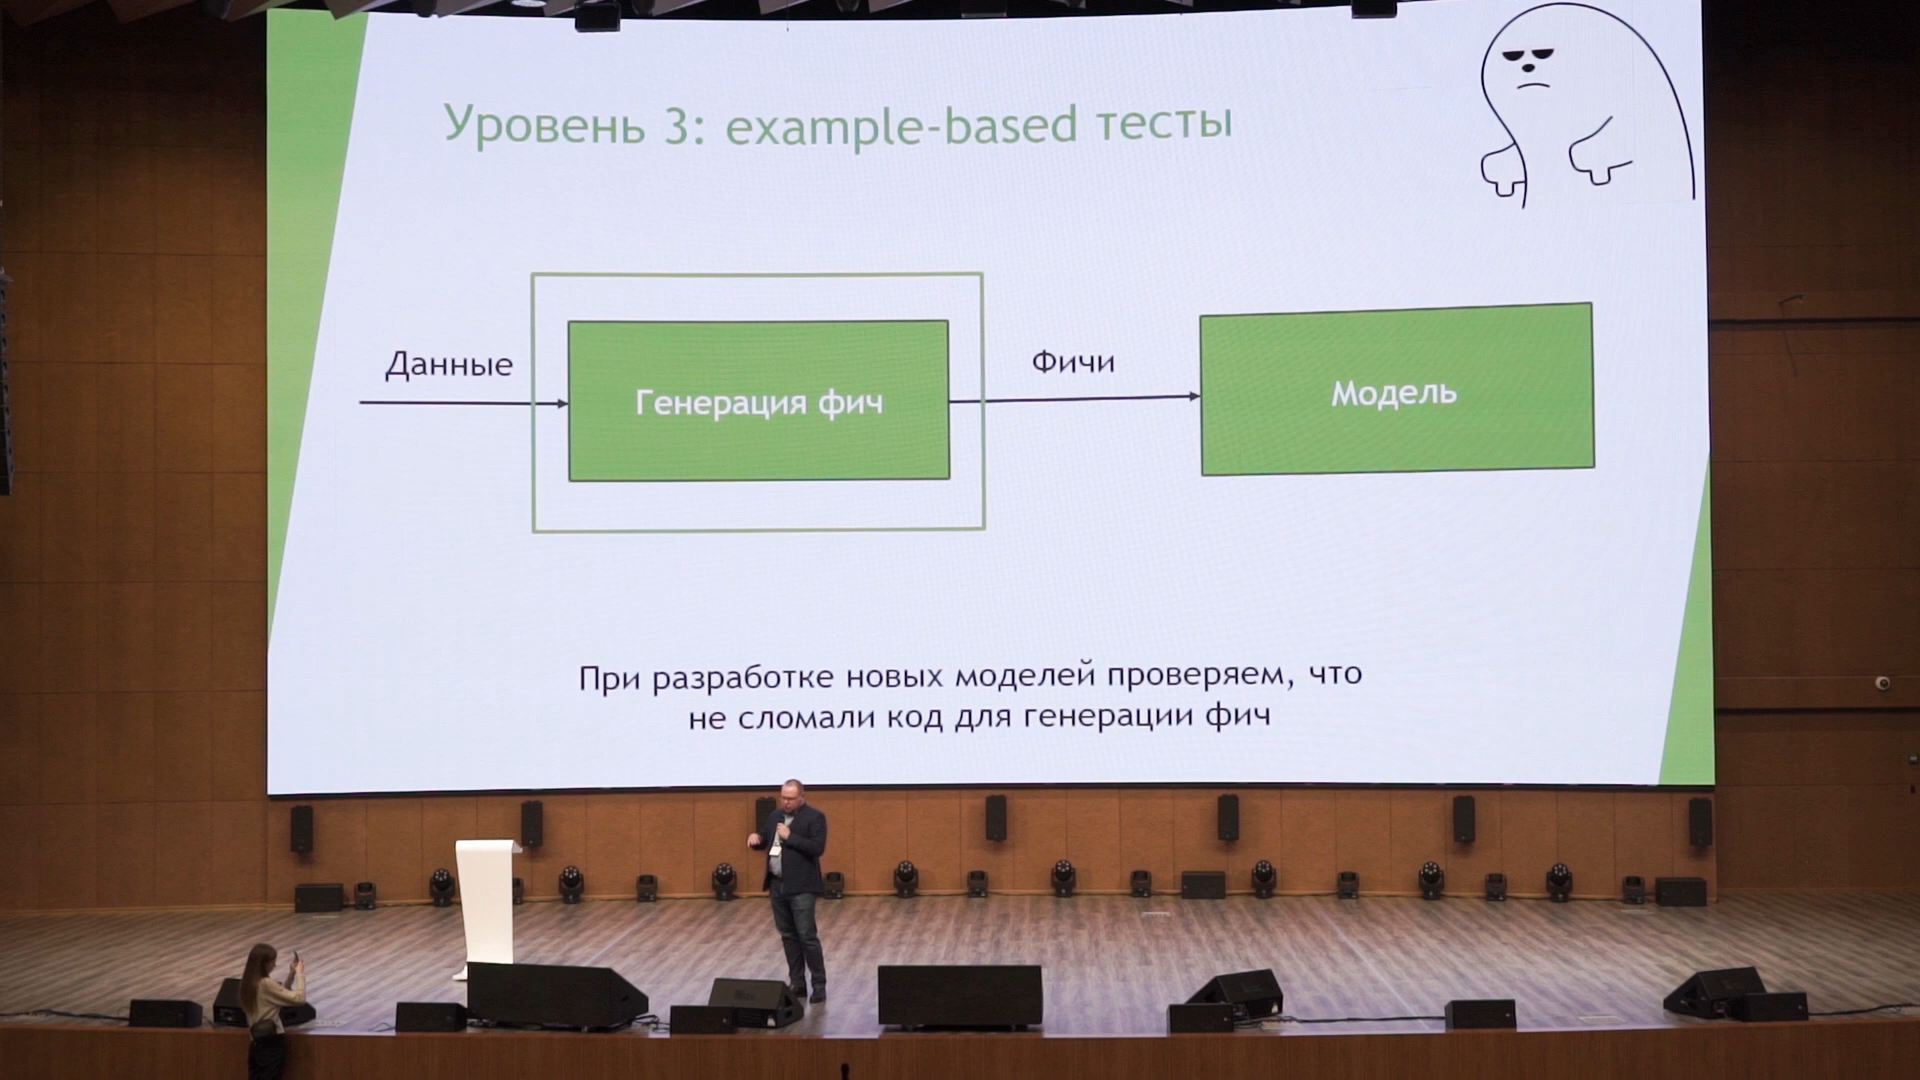 Уровень 3: example-based тесты
Данные
Генерация фич
Фичи
Модель
При разработке новых моделей проверяем, что
не сломали код для генерации фич